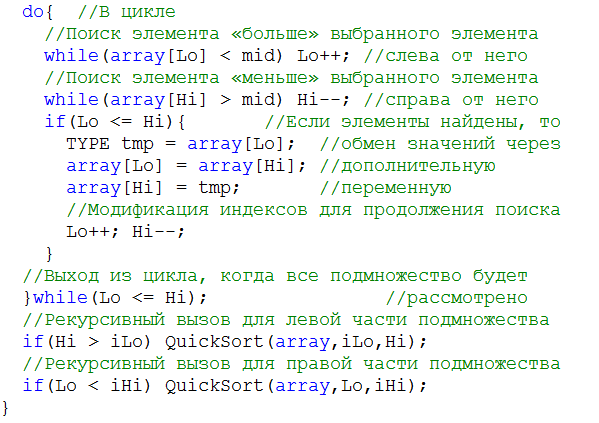 do{  //В цикле
//Поиск элемента «больше» выбранного элемента
while(array[Lo] < mid) Lo++; //слева от него
//Поиск элемента «меньше» выбранного элемента
while(array[Hi] > mid) Hi--; //справа от него
if(Lo <= Hi){       //Если элементы найдены, то
TYPE tmp = array[Lo];  //обмен значений через
array[Lo] = array[Hi]; //дополнительную
array[Hi] = tmp;       //переменную
//Модификация индексов для продолжения поиска
Lo++; Hi--;
}
//Выход из цикла, когда все подмножество будет
}while(Lo <= Hi);                //рассмотрено
//Рекурсивный вызов для левой части подмножества
if(Hi > iLo) QuickSort(array,iLo,Hi);
//Рекурсивный вызов для правой части подмножества
if(Lo < iHi) QuickSort(array,Lo,iHi);
}